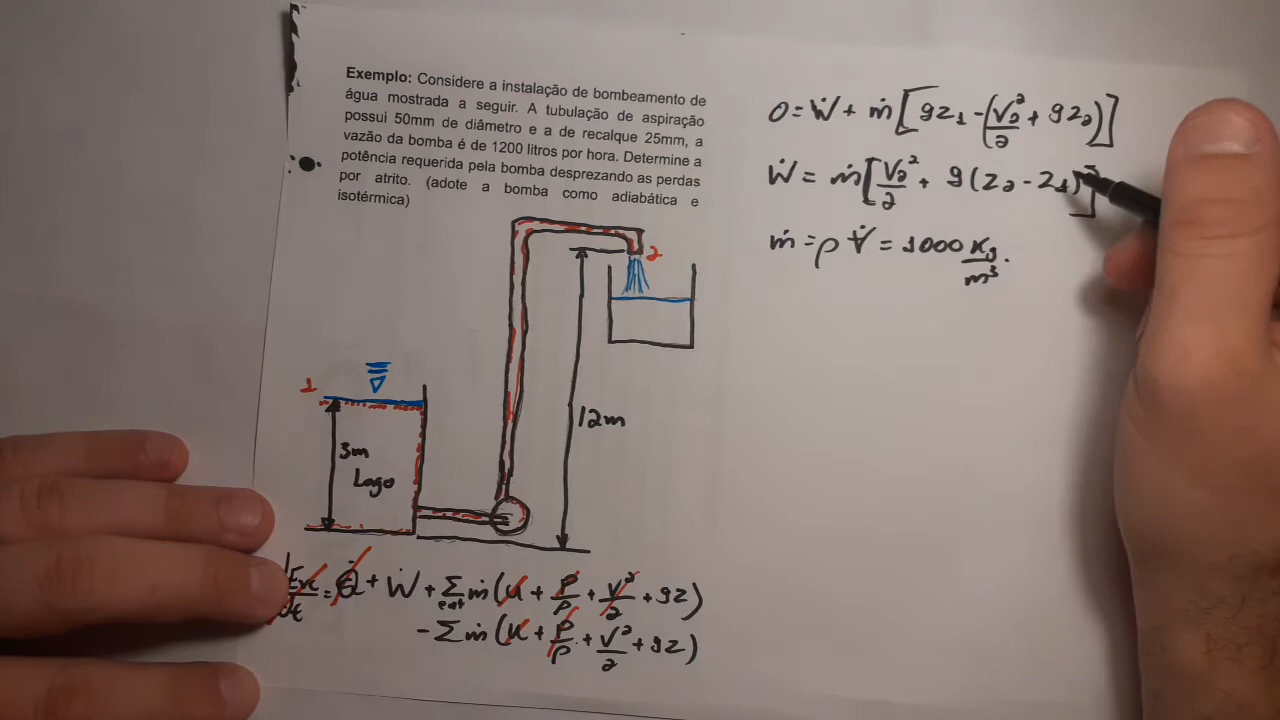 Exemplo: Considere a instalação de bombeamento de
água mostrada a seguir. A tubulação de aspiração
possui 50mm de diâmetro e a de recalque 25mm, a
vazão da bomba é de 1200 litros por hora. Determine a
potência requerida pela bomba desprezando as perdas
por atrito. (adote a bomba como adiabática e
isotérmica)
0 = Ẇ + ṁ [gz₁ - (V₂²/2 + gz₂)]
Ẇ = ṁ [V₂²/2 + g(z₂ - z₁)]
ṁ = ρ V̇ = 1000 Kg/m³ .
2
1
12m
3m
Lago
dEvc/dt = Q̇ + Ẇ + Σent ṁ (u + P/ρ + V²/2 + gz)
- Σ ṁ (u + P/ρ + V²/2 + gz)